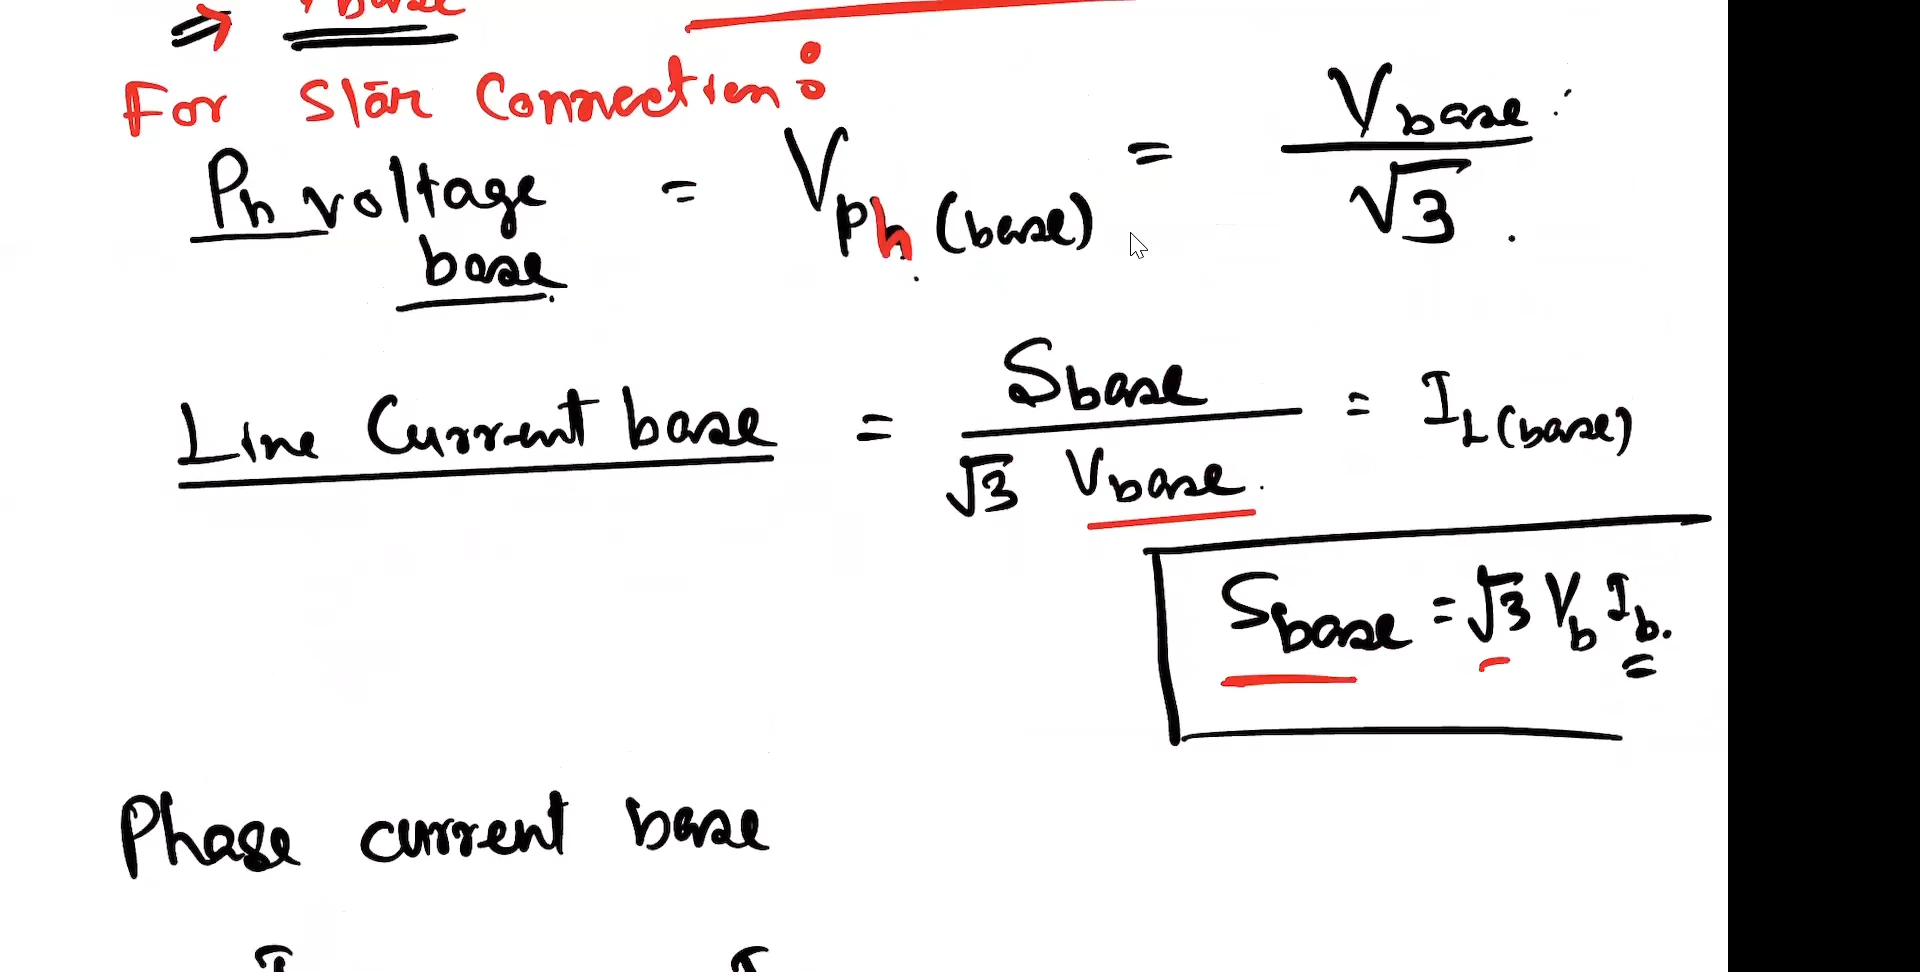 ⇒ Vbase
For Star Connection:
Ph voltage base = Vph (base) = Vbase / √3
Line Current base = Sbase / √3 Vbase = IL (base)
Sbase = √3 Vb Ib.
Phase current base